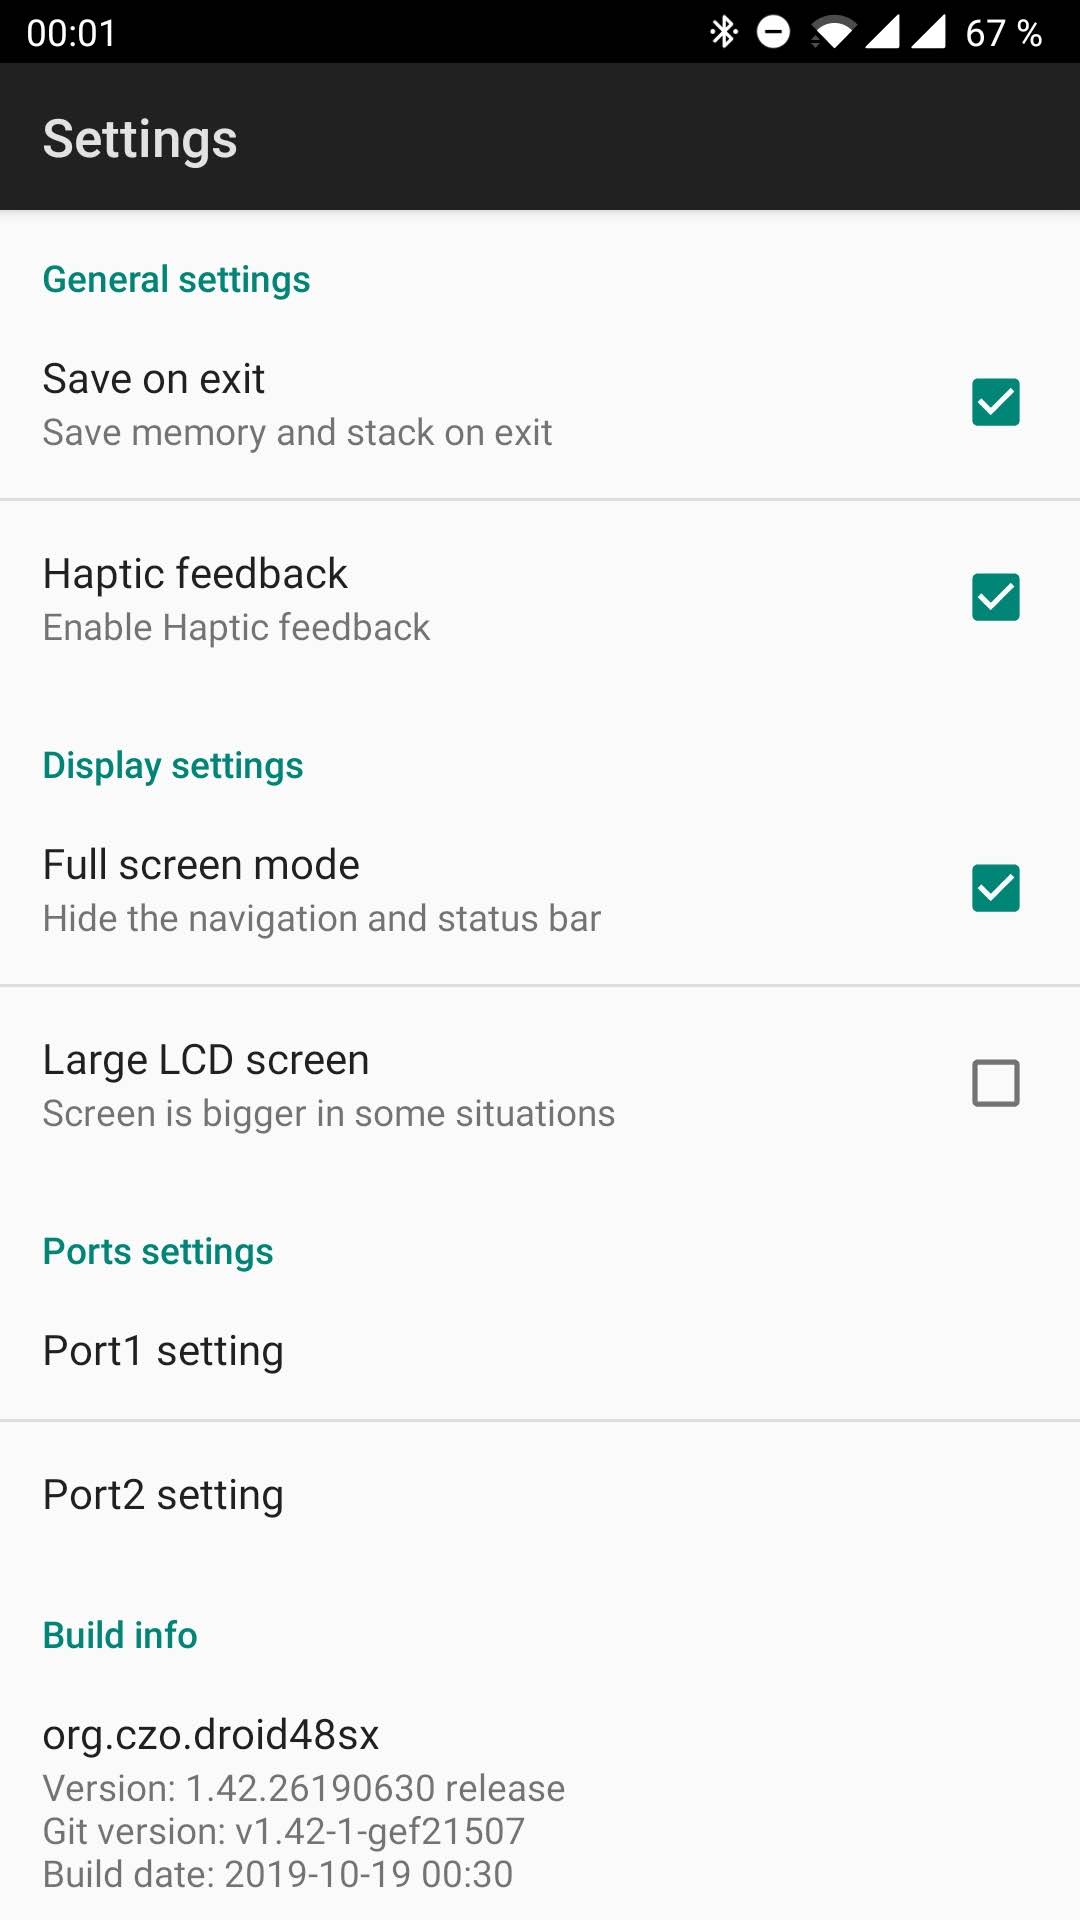 00:01
67 %
Settings
General settings
Save on exit
Save memory and stack on exit
Haptic feedback
Enable Haptic feedback
Display settings
Full screen mode
Hide the navigation and status bar
Large LCD screen
Screen is bigger in some situations
Ports settings
Port1 setting
Port2 setting
Build info
org.czo.droid48sx
Version: 1.42.26190630 release
Git version: v1.42-1-gef21507
Build date: 2019-10-19 00:30